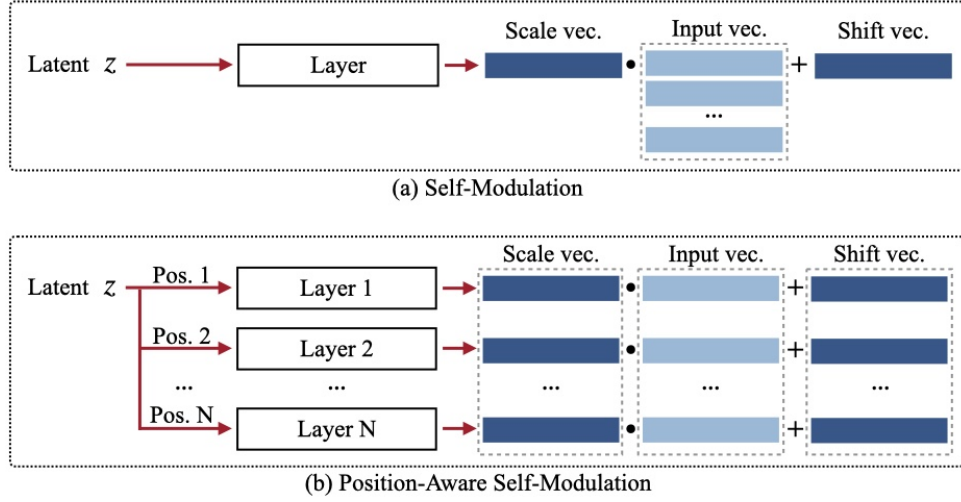 Scale vec. Input vec. Shift vec.
Latent z Layer • +
...
(a) Self-Modulation
Scale vec. Input vec. Shift vec.
Latent z Pos. 1 Layer 1 • +
Pos. 2 Layer 2 • +
... ... ... ... ...
Pos. N Layer N • +
(b) Position-Aware Self-Modulation